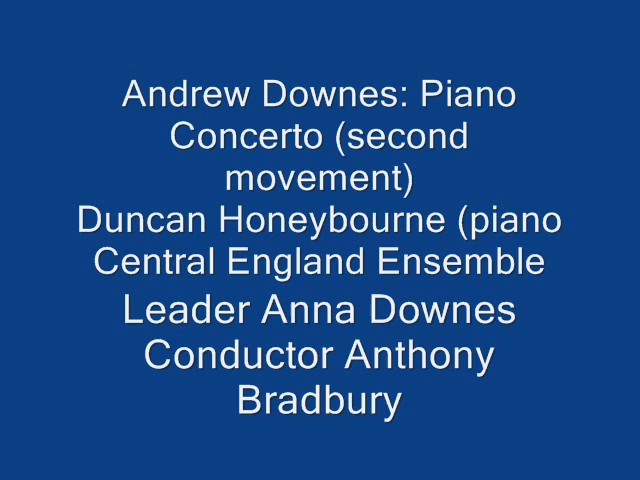 Andrew Downes: Piano
Concerto (second
movement)
Duncan Honeybourne (piano
Central England Ensemble
Leader Anna Downes
Conductor Anthony
Bradbury